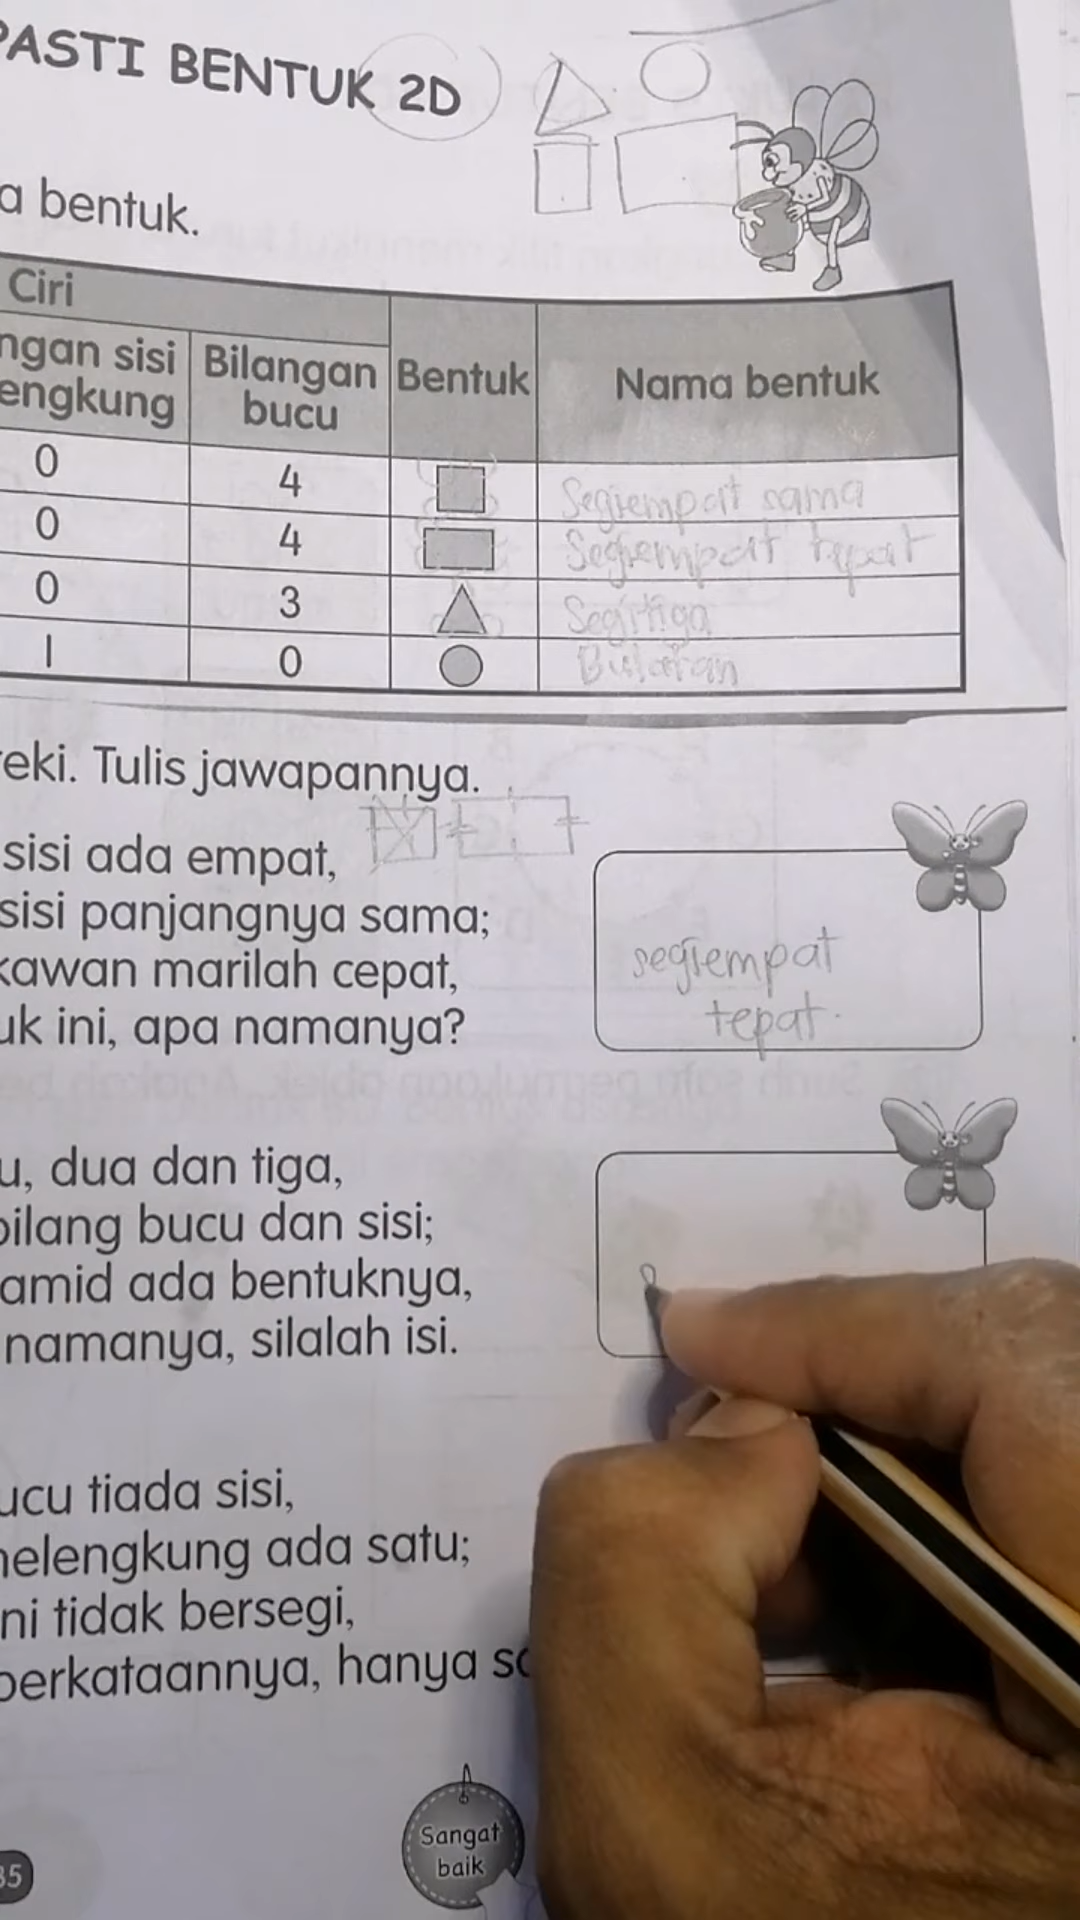 PASTI BENTUK 2D
a bentuk.
Ciri
ngan sisi Bilangan Bentuk Nama bentuk
engkung bucu
0 4 Segiempat sama
0 4 Segiempat tepat
0 3 Segitiga
1 0 Bulatan
eki. Tulis jawapannya.
sisi ada empat,
sisi panjangnya sama;
kawan marilah cepat,
uk ini, apa namanya?
segiempat
tepat.
u, dua dan tiga,
bilang bucu dan sisi;
amid ada bentuknya,
namanya, silalah isi.
ucu tiada sisi,
melengkung ada satu;
ni tidak bersegi,
perkataannya, hanya s
Sangat
baik
35